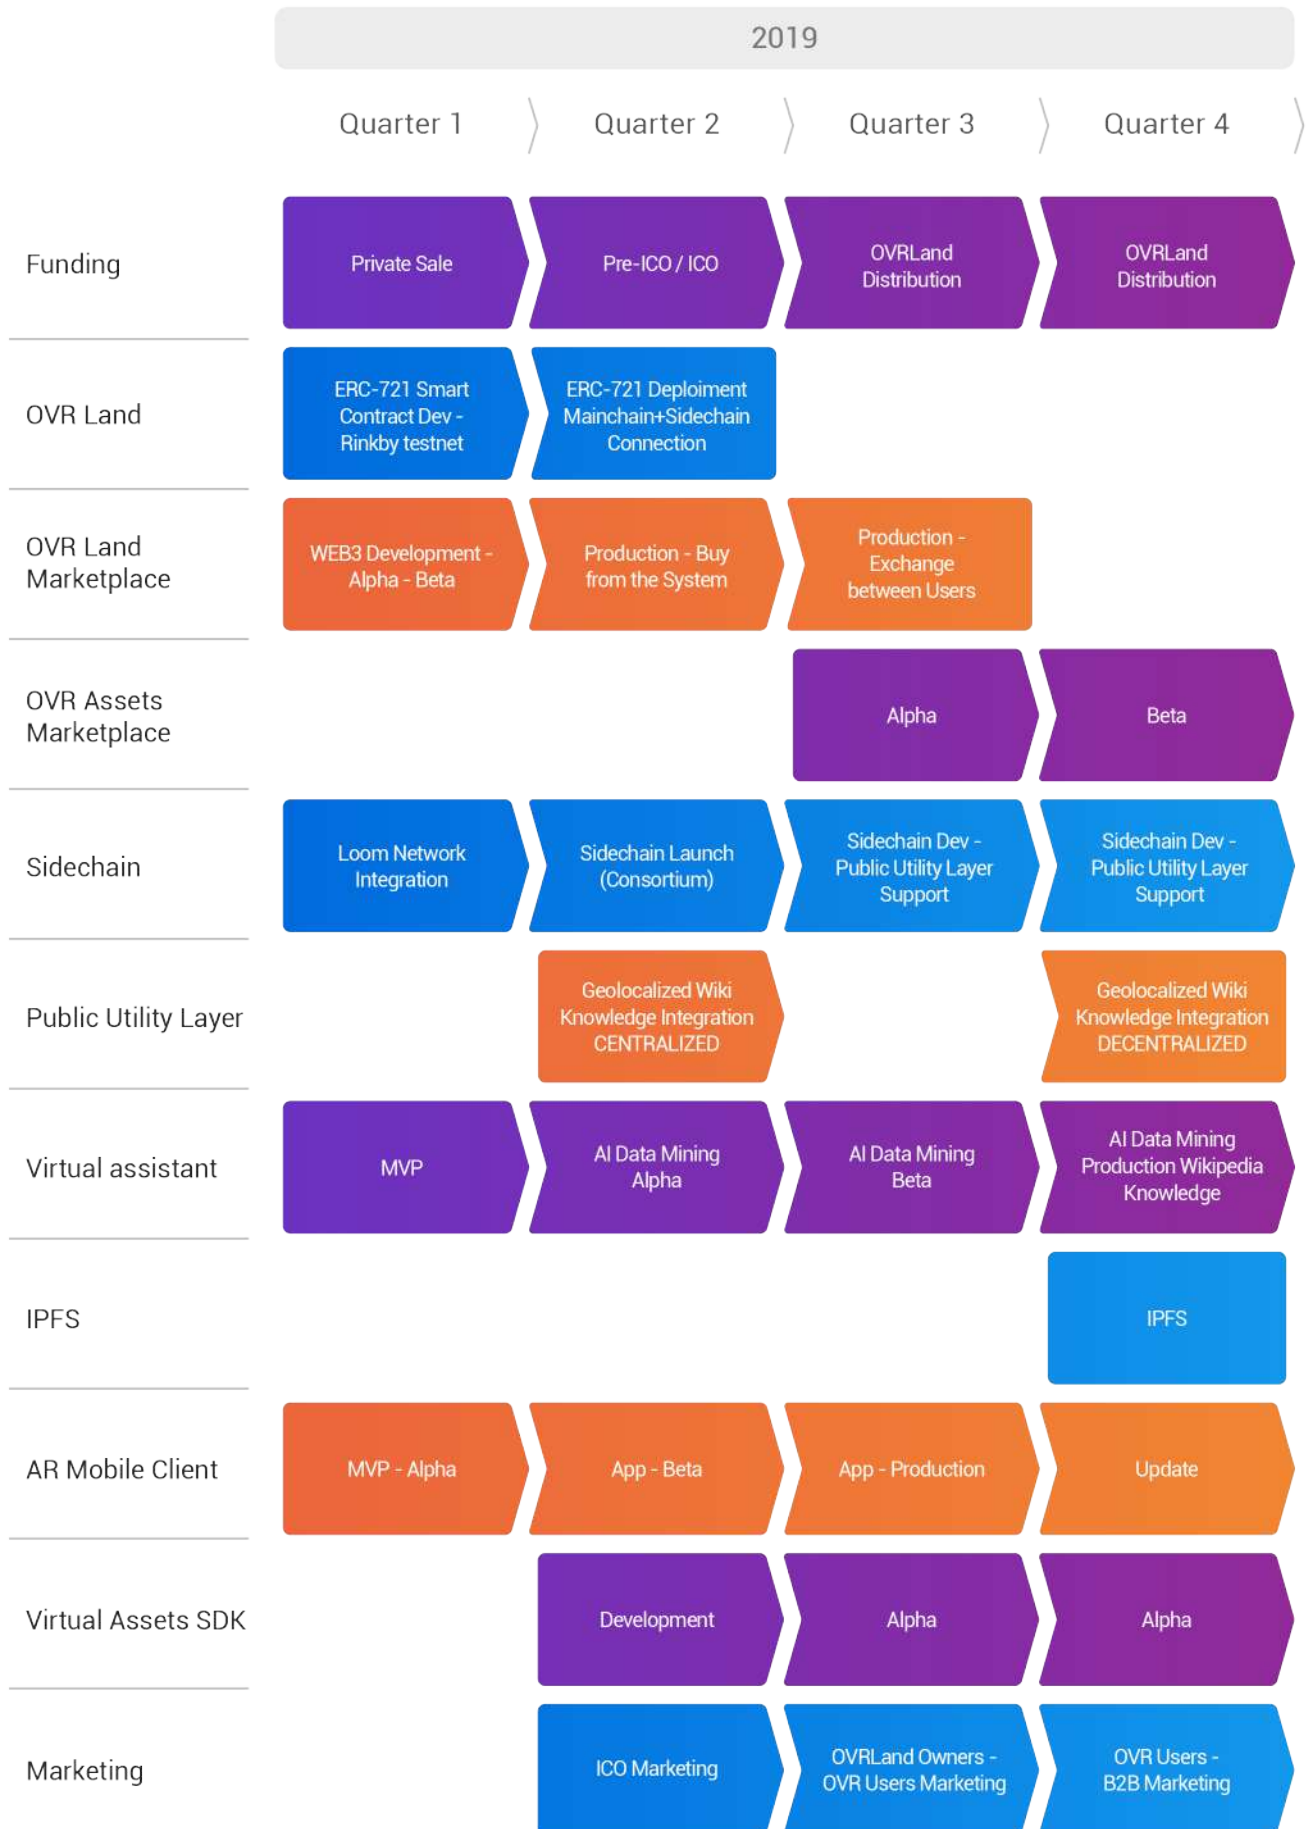 2019
Quarter 1
Quarter 2
Quarter 3
Quarter 4
Funding
Private Sale
Pre-ICO / ICO
OVRLand
Distribution
OVRLand
Distribution
OVR Land
ERC-721 Smart
Contract Dev -
Rinkby testnet
ERC-721 Deploiment
Mainchain+Sidechain
Connection
OVR Land
Marketplace
WEB3 Development -
Alpha - Beta
Production - Buy
from the System
Production -
Exchange
between Users
OVR Assets
Marketplace
Alpha
Beta
Sidechain
Loom Network
Integration
Sidechain Launch
(Consortium)
Sidechain Dev -
Public Utility Layer
Support
Sidechain Dev -
Public Utility Layer
Support
Public Utility Layer
Geolocalized Wiki
Knowledge Integration
CENTRALIZED
Geolocalized Wiki
Knowledge Integration
DECENTRALIZED
Virtual assistant
MVP
AI Data Mining
Alpha
AI Data Mining
Beta
AI Data Mining
Production Wikipedia
Knowledge
IPFS
IPFS
AR Mobile Client
MVP - Alpha
App - Beta
App - Production
Update
Virtual Assets SDK
Development
Alpha
Alpha
Marketing
ICO Marketing
OVRLand Owners -
OVR Users Marketing
OVR Users -
B2B Marketing